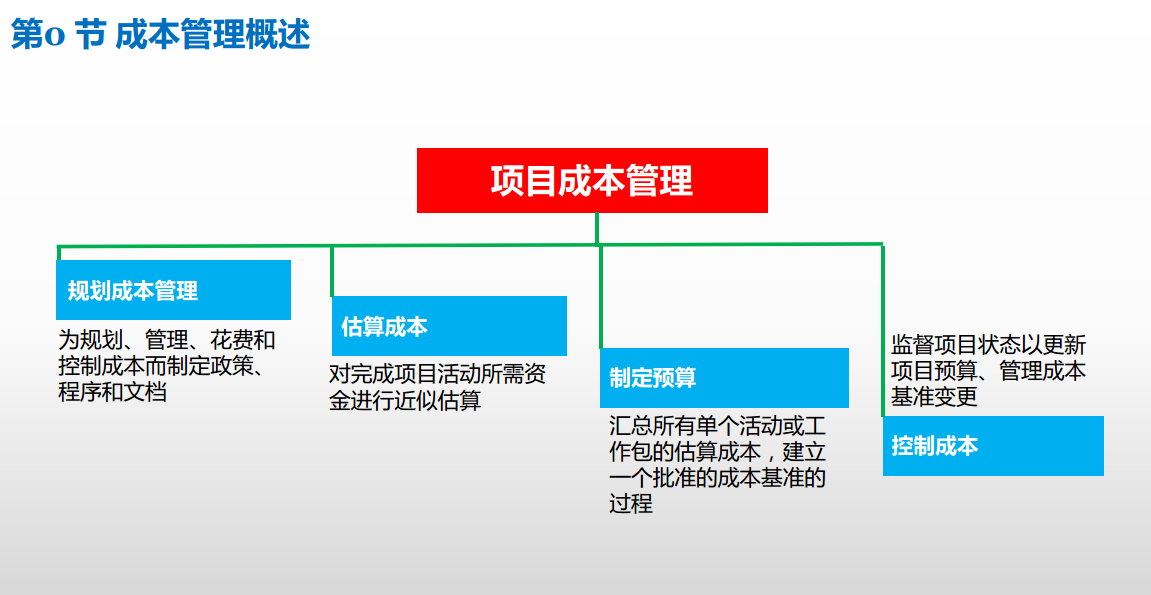 第0 节 成本管理概述
项目成本管理
规划成本管理
为规划、管理、花费和
控制成本而制定政策、
程序和文档
估算成本
对完成项目活动所需资
金进行近似估算
制定预算
汇总所有单个活动或工
作包的估算成本，建立
一个批准的成本基准的
过程
监督项目状态以更新
项目预算、管理成本
基准变更
控制成本